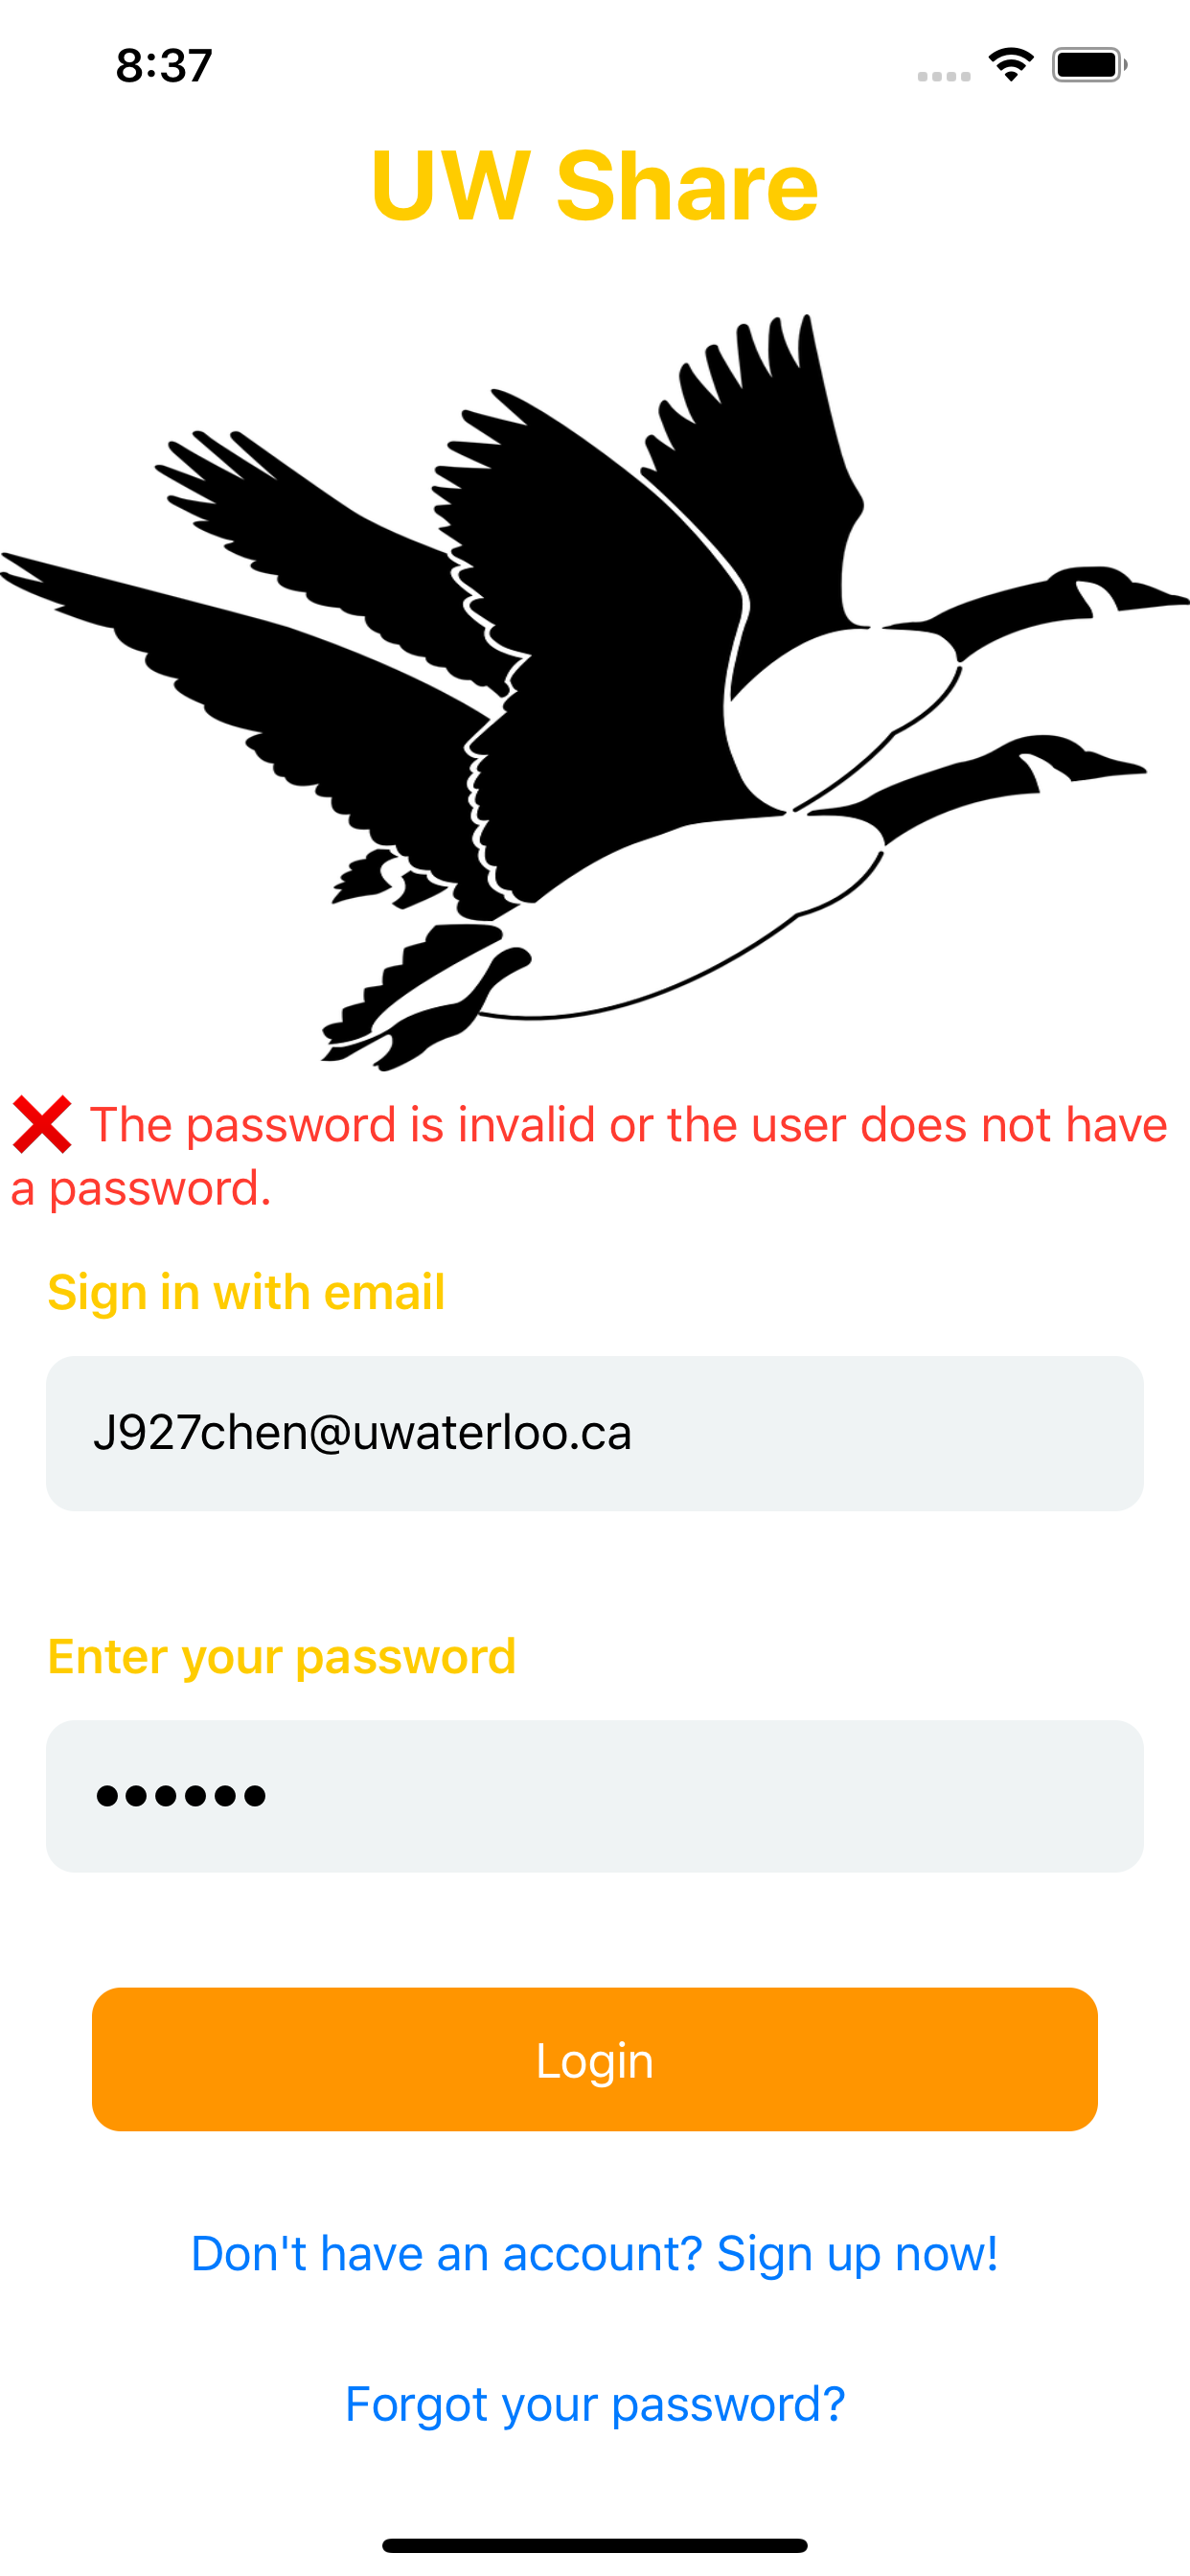 8:37
UW Share
❌ The password is invalid or the user does not have
a password.
Sign in with email
J927chen@uwaterloo.ca
Enter your password
••••••
Login
Don't have an account? Sign up now!
Forgot your password?